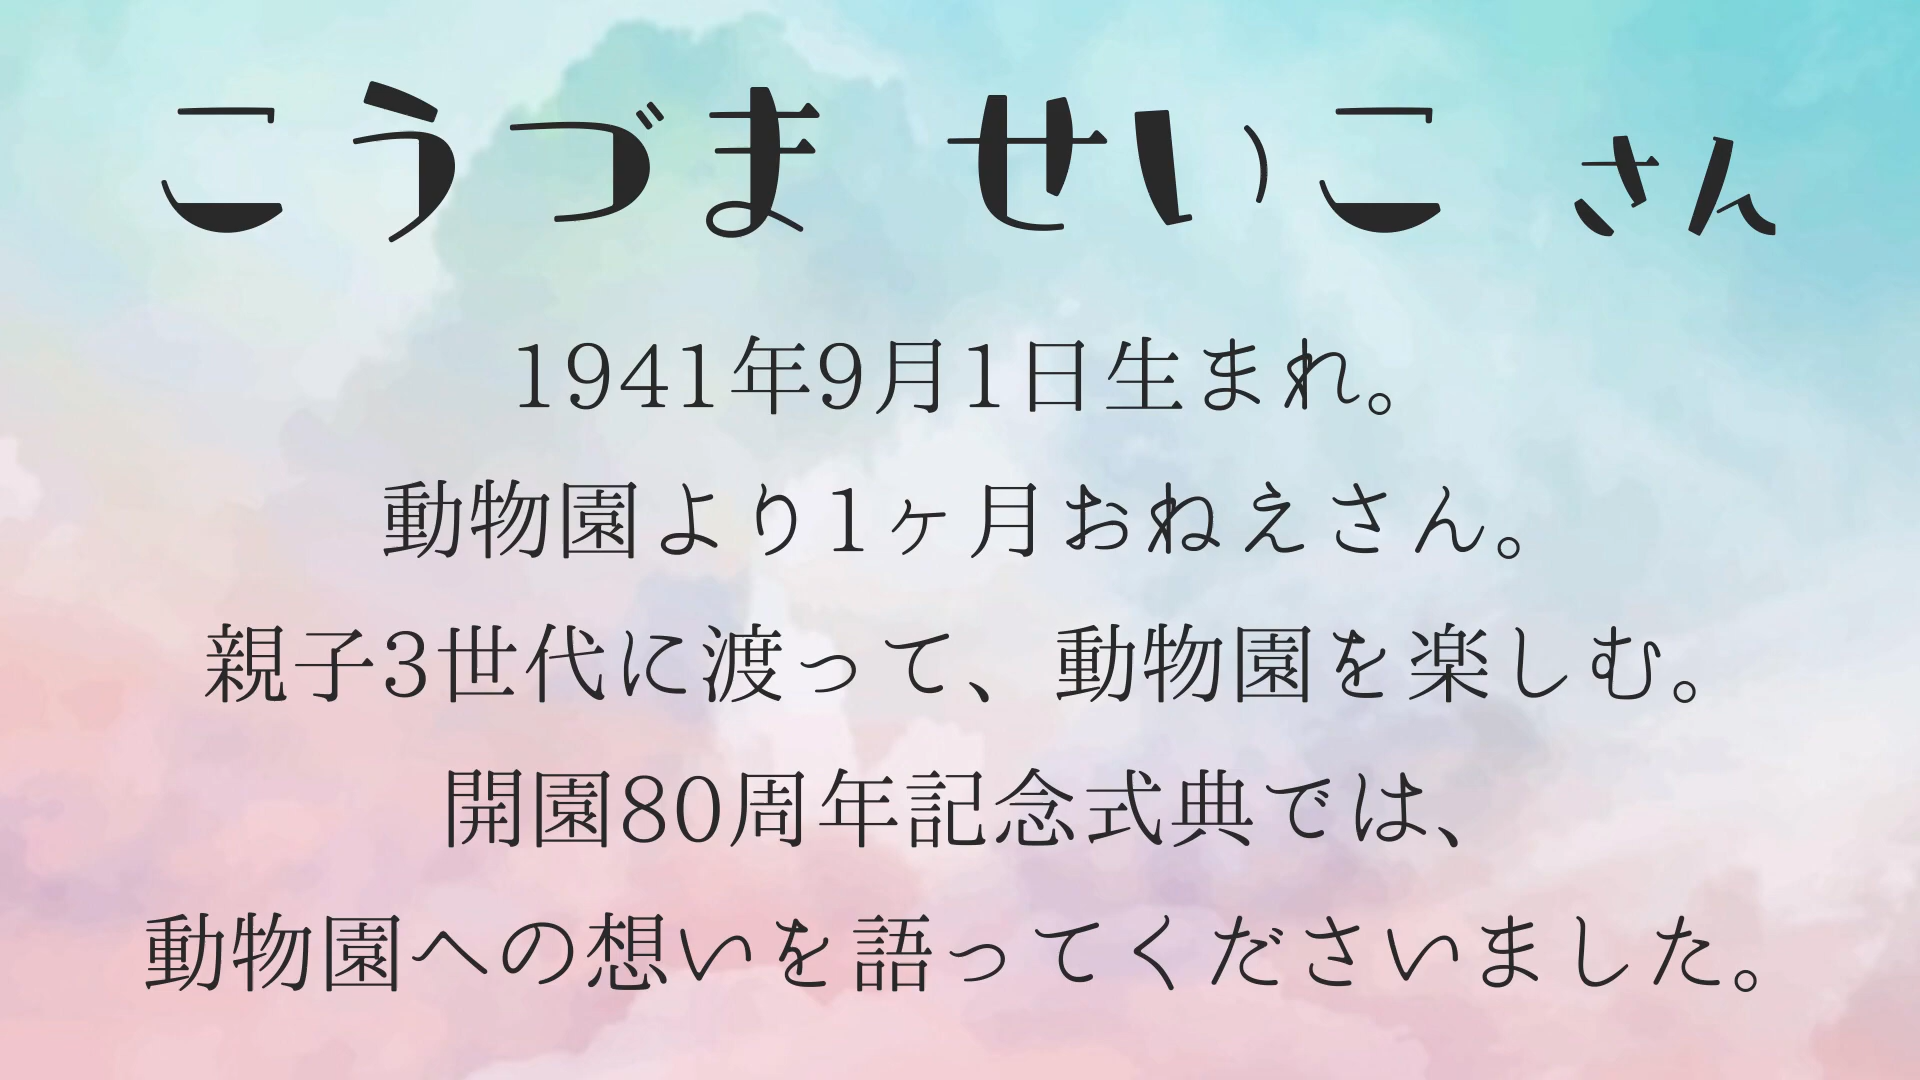 こうづま せいこ さん
1941年9月1日生まれ。
動物園より1ヶ月おねえさん。
親子3世代に渡って、動物園を楽しむ。
開園80周年記念式典では、
動物園への想いを語ってくださいました。